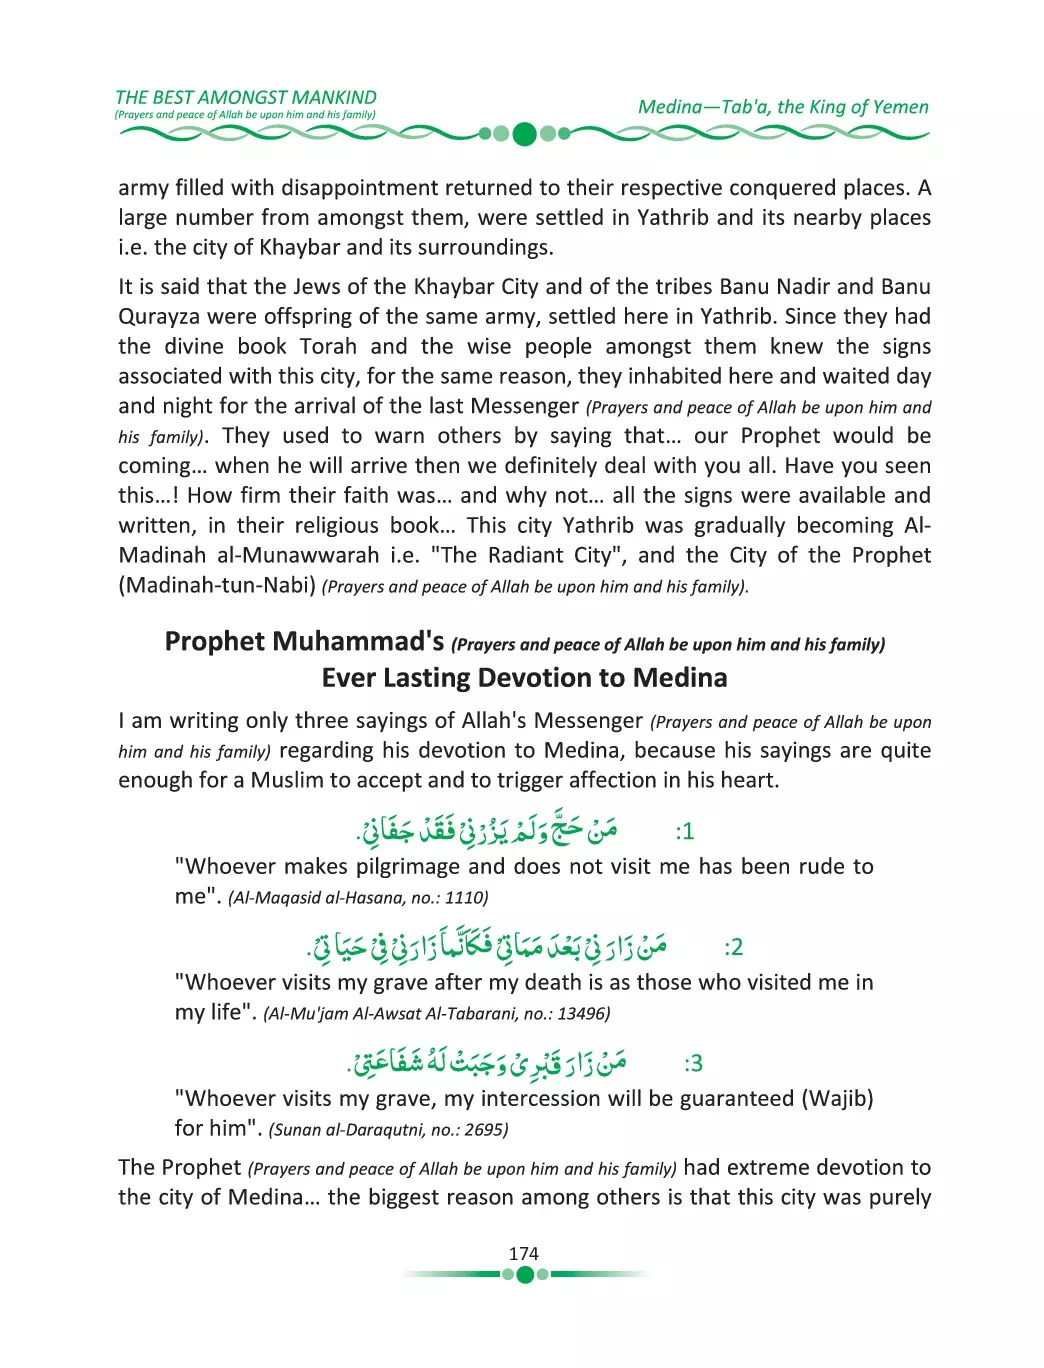 THE BEST AMONGST MANKIND
(Prayers and peace of Allah be upon him and his family)
Medina—Tab'a, the King of Yemen
army filled with disappointment returned to their respective conquered places. A
large number from amongst them, were settled in Yathrib and its nearby places
i.e. the city of Khaybar and its surroundings.
It is said that the Jews of the Khaybar City and of the tribes Banu Nadir and Banu
Qurayza were offspring of the same army, settled here in Yathrib. Since they had
the divine book Torah and the wise people amongst them knew the signs
associated with this city, for the same reason, they inhabited here and waited day
and night for the arrival of the last Messenger (Prayers and peace of Allah be upon him and
his family). They used to warn others by saying that… our Prophet would be
coming… when he will arrive then we definitely deal with you all. Have you seen
this…! How firm their faith was… and why not… all the signs were available and
written, in their religious book… This city Yathrib was gradually becoming Al-
Madinah al-Munawwarah i.e. "The Radiant City", and the City of the Prophet
(Madinah-tun-Nabi) (Prayers and peace of Allah be upon him and his family).
Prophet Muhammad's (Prayers and peace of Allah be upon him and his family)
Ever Lasting Devotion to Medina
I am writing only three sayings of Allah's Messenger (Prayers and peace of Allah be upon
him and his family) regarding his devotion to Medina, because his sayings are quite
enough for a Muslim to accept and to trigger affection in his heart.
1: مَنْ حَجَّ وَلَمْ يَزُرْنِيْ فَقَدْ جَفَانِيْ.
"Whoever makes pilgrimage and does not visit me has been rude to
me". (Al-Maqasid al-Hasana, no.: 1110)
2: مَنْ زَارَنِيْ بَعْدَ مَمَاتِيْ فَكَأَنَّمَا زَارَنِيْ فِيْ حَيَاتِيْ.
"Whoever visits my grave after my death is as those who visited me in
my life". (Al-Mu'jam Al-Awsat Al-Tabarani, no.: 13496)
3: مَنْ زَارَ قَبْرِيْ وَجَبَتْ لَهُ شَفَاعَتِيْ.
"Whoever visits my grave, my intercession will be guaranteed (Wajib)
for him". (Sunan al-Daraqutni, no.: 2695)
The Prophet (Prayers and peace of Allah be upon him and his family) had extreme devotion to
the city of Medina… the biggest reason among others is that this city was purely
174